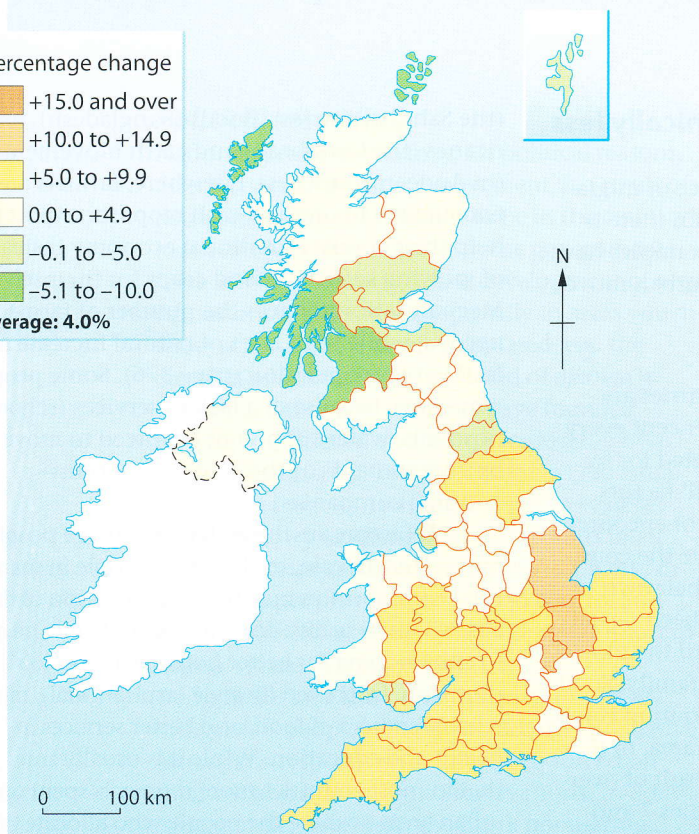 ercentage change
+15.0 and over
+10.0 to +14.9
+5.0 to +9.9
0.0 to +4.9
–0.1 to –5.0
–5.1 to –10.0
verage: 4.0%
N
0 100 km